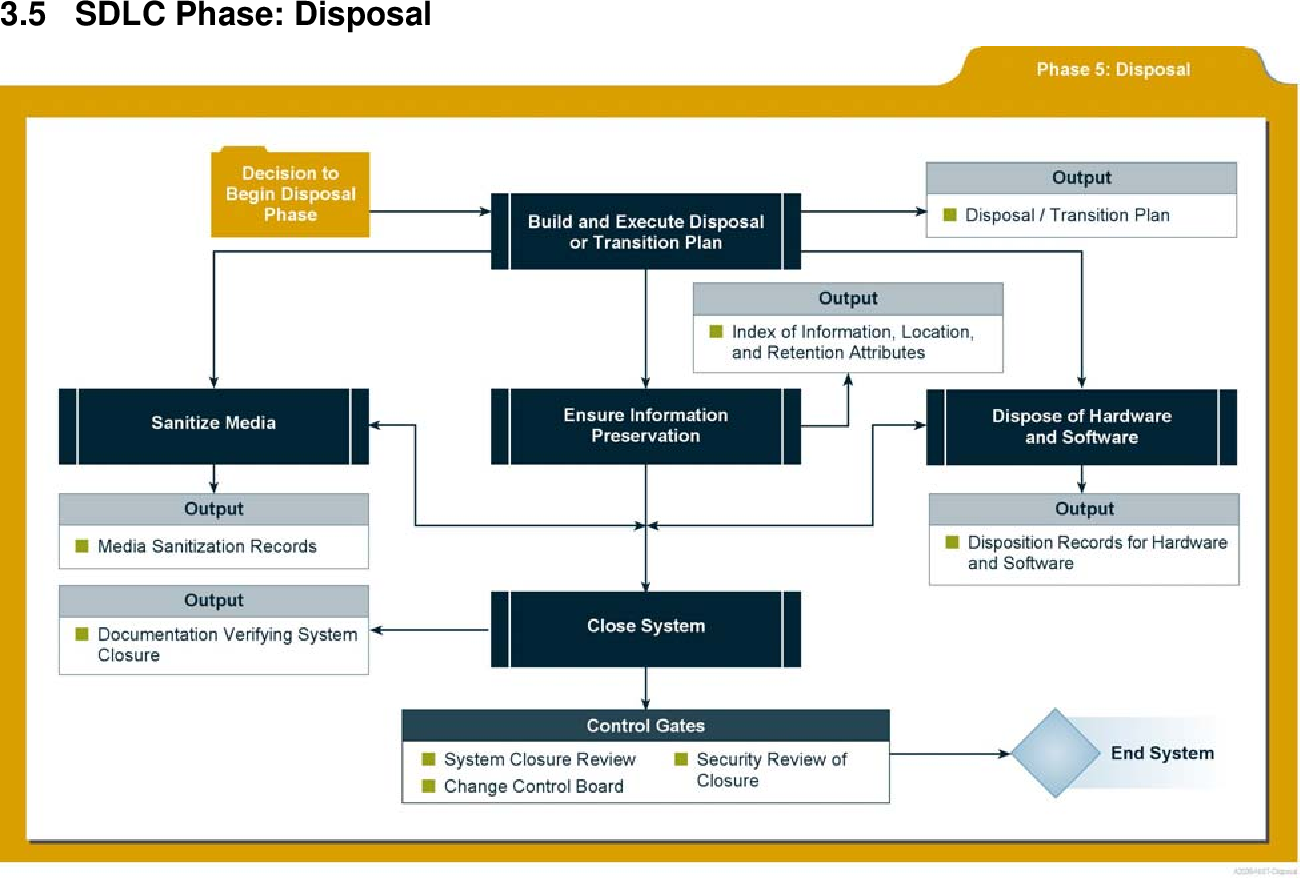 3.5 SDLC Phase: Disposal
Phase 5: Disposal
Decision to
Begin Disposal
Phase
Build and Execute Disposal
or Transition Plan
Output
Disposal / Transition Plan
Output
Index of Information, Location,
and Retention Attributes
Sanitize Media
Ensure Information
Preservation
Dispose of Hardware
and Software
Output
Media Sanitization Records
Output
Disposition Records for Hardware
and Software
Output
Documentation Verifying System
Closure
Close System
Control Gates
System Closure Review
Change Control Board
Security Review of
Closure
End System